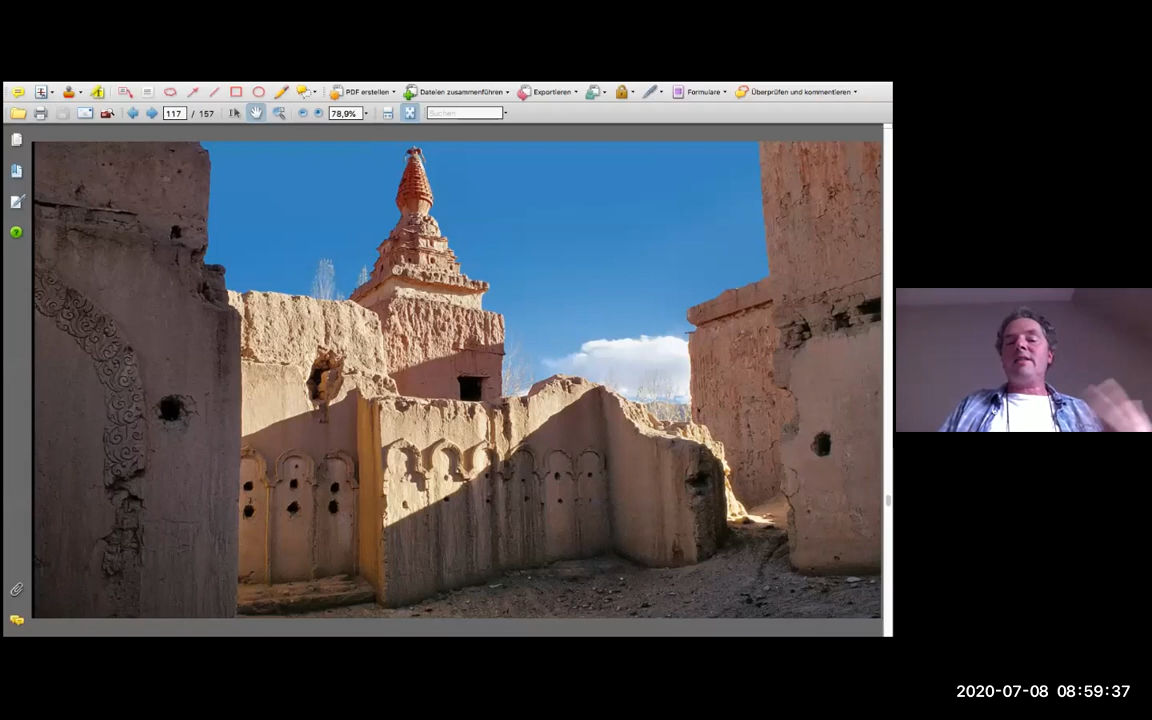 PDF erstellen Dateien zusammenführen Exportieren Formulare Überprüfen und kommentieren
117 / 157 78,9% Suchen
2020-07-08 08:59:37